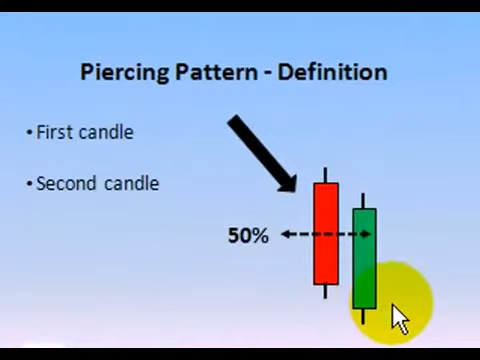 Piercing Pattern - Definition
• First candle
• Second candle
50%